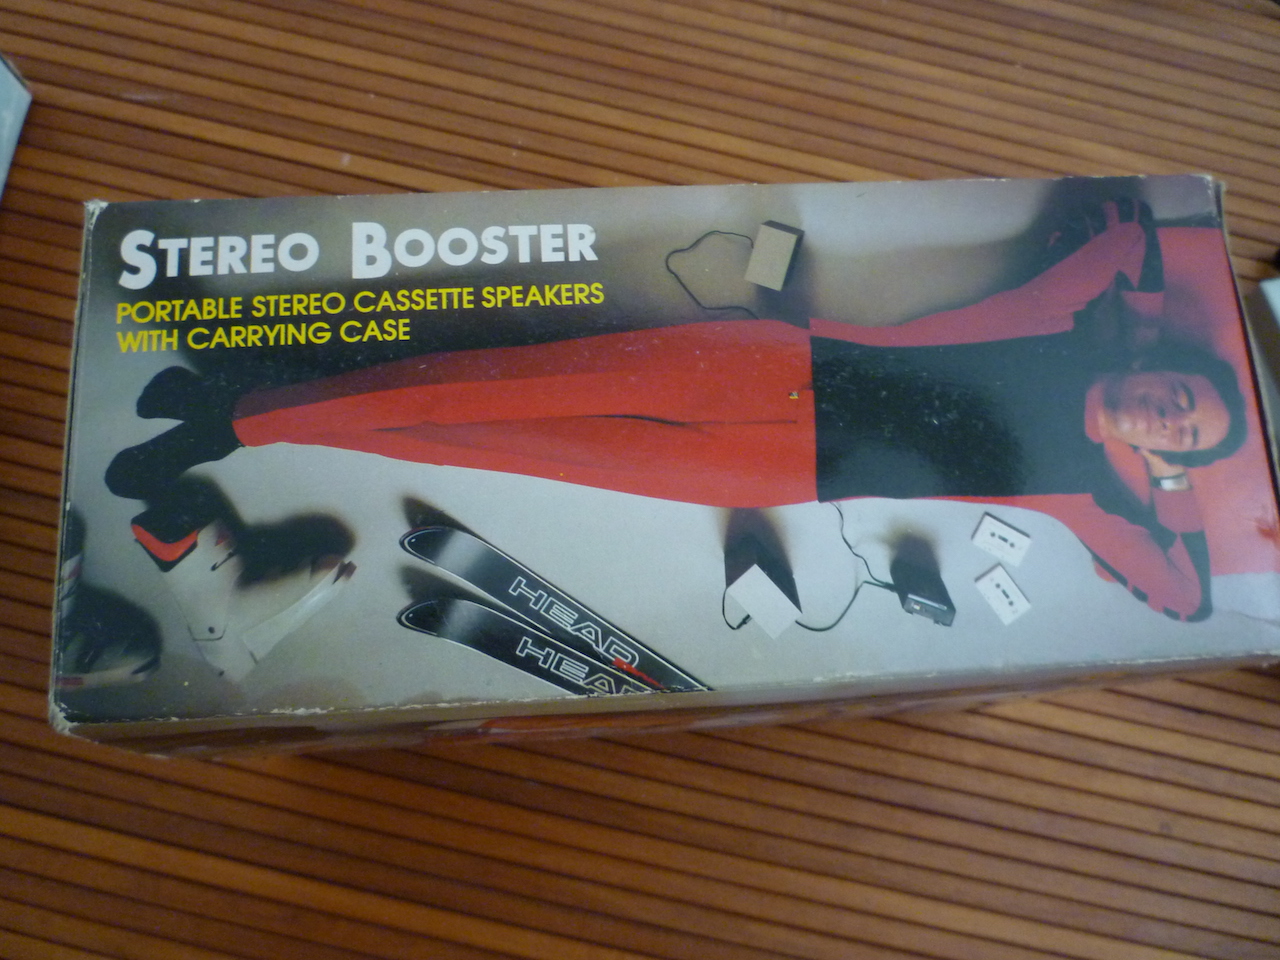 STEREO BOOSTER
PORTABLE STEREO CASSETTE SPEAKERS
WITH CARRYING CASE
HEAD
HEAD